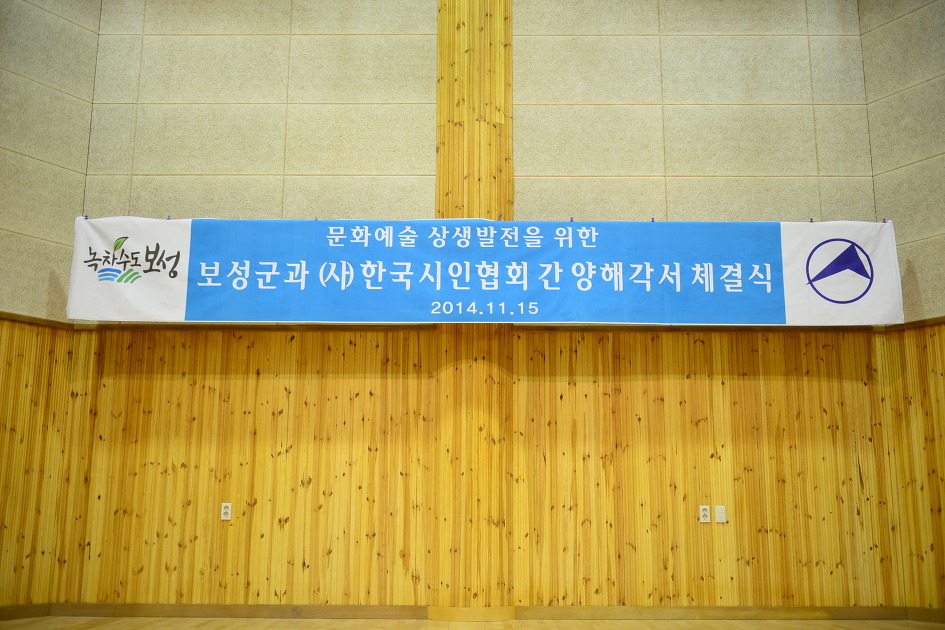 녹차수도 보성
문화예술 상생발전을 위한
보성군과 (사)한국시인협회 간 양해각서 체결식
2014.11.15